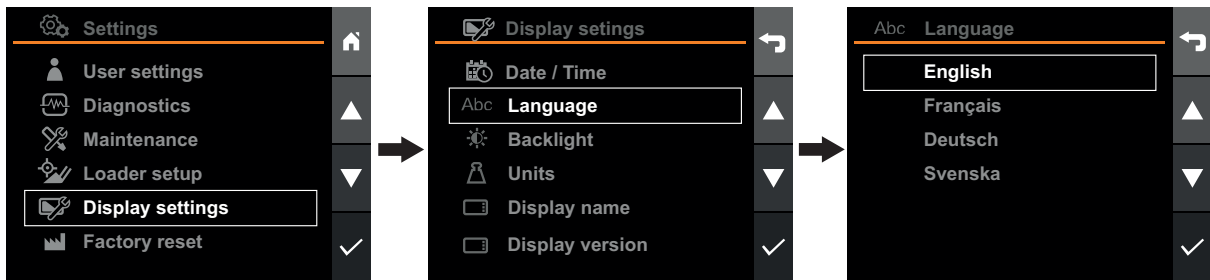 Settings
User settings
Diagnostics
Maintenance
Loader setup
Display settings
Factory reset
Display setings
Date / Time
Abc Language
Backlight
Units
Display name
Display version
Abc Language
English
Français
Deutsch
Svenska